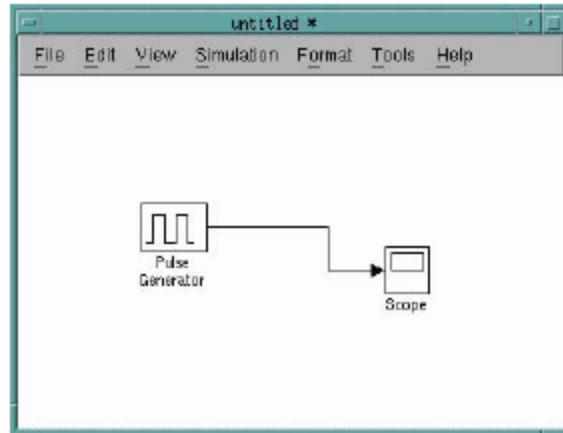 untitled *
File Edit View Simulation Format Tools Help
Pulse
Generator
Scope